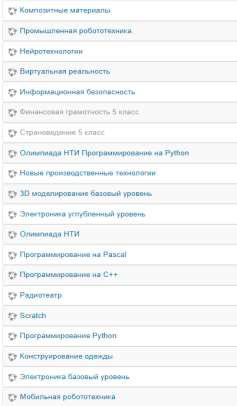 Композитные материалы
Промышленная робототехника
Нейротехнологии
Виртуальная реальность
Информационная безопасность
Финансовая грамотность 5 класс
Страноведение 5 класс
Олимпиада НТИ Программирование на Python
Новые производственные технологии
3D моделирование базовый уровень
Электроника углубленный уровень
Олимпиада НТИ
Программирование на Pascal
Программирование на C++
Радиотеатр
Scratch
Программирование Python
Конструирование одежды
Электроника базовый уровень
Мобильная робототехника